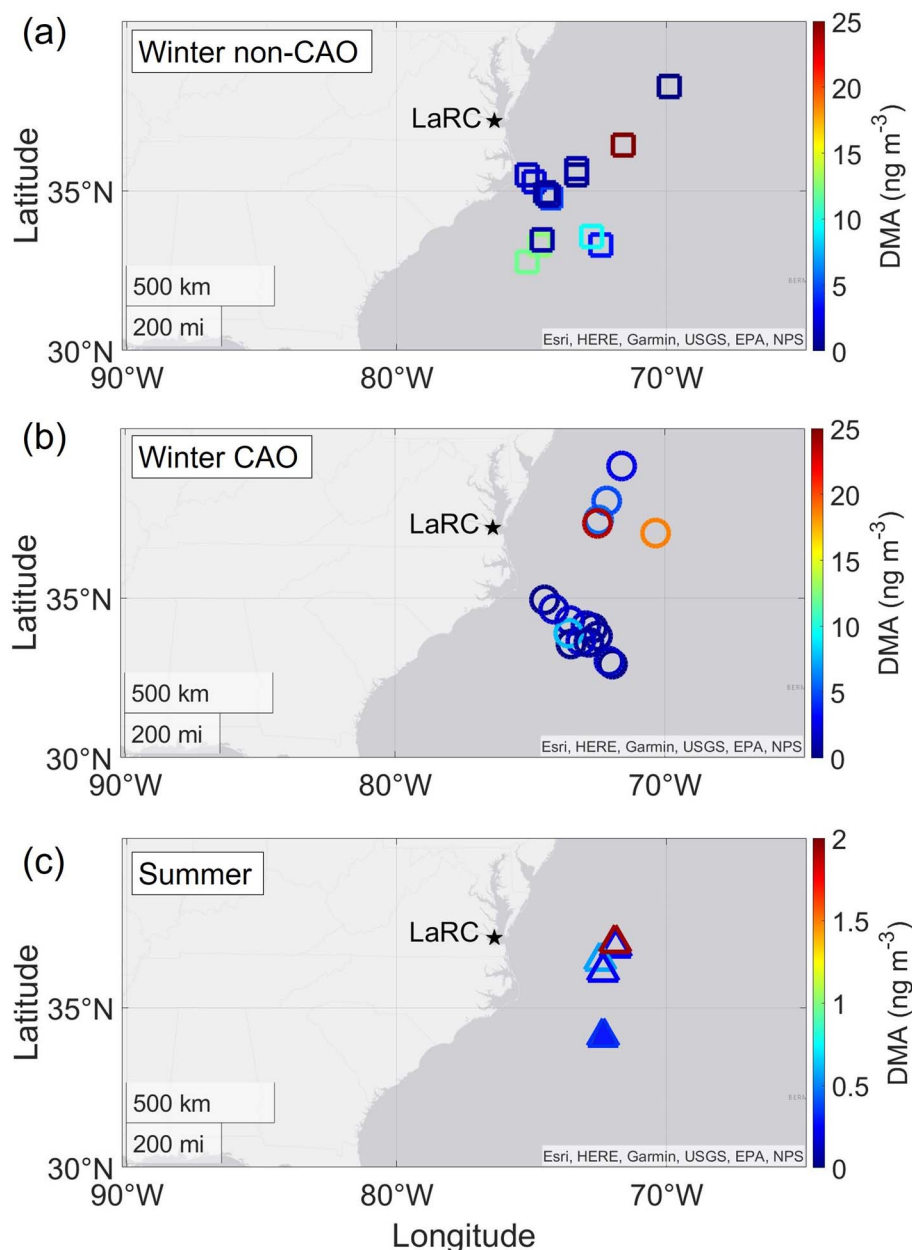 (a)
Winter non-CAO
LaRC ★
35°N
30°N
Latitude
500 km
200 mi
BERM
Esri, HERE, Garmin, USGS, EPA, NPS
90°W 80°W 70°W
25
20
15
10
5
0
DMA (ng m⁻³)
(b)
Winter CAO
LaRC ★
35°N
30°N
Latitude
500 km
200 mi
BERM
Esri, HERE, Garmin, USGS, EPA, NPS
90°W 80°W 70°W
25
20
15
10
5
0
DMA (ng m⁻³)
(c)
Summer
LaRC ★
35°N
30°N
Latitude
500 km
200 mi
BERM
Esri, HERE, Garmin, USGS, EPA, NPS
90°W 80°W 70°W
Longitude
2
1.5
1
0.5
0
DMA (ng m⁻³)